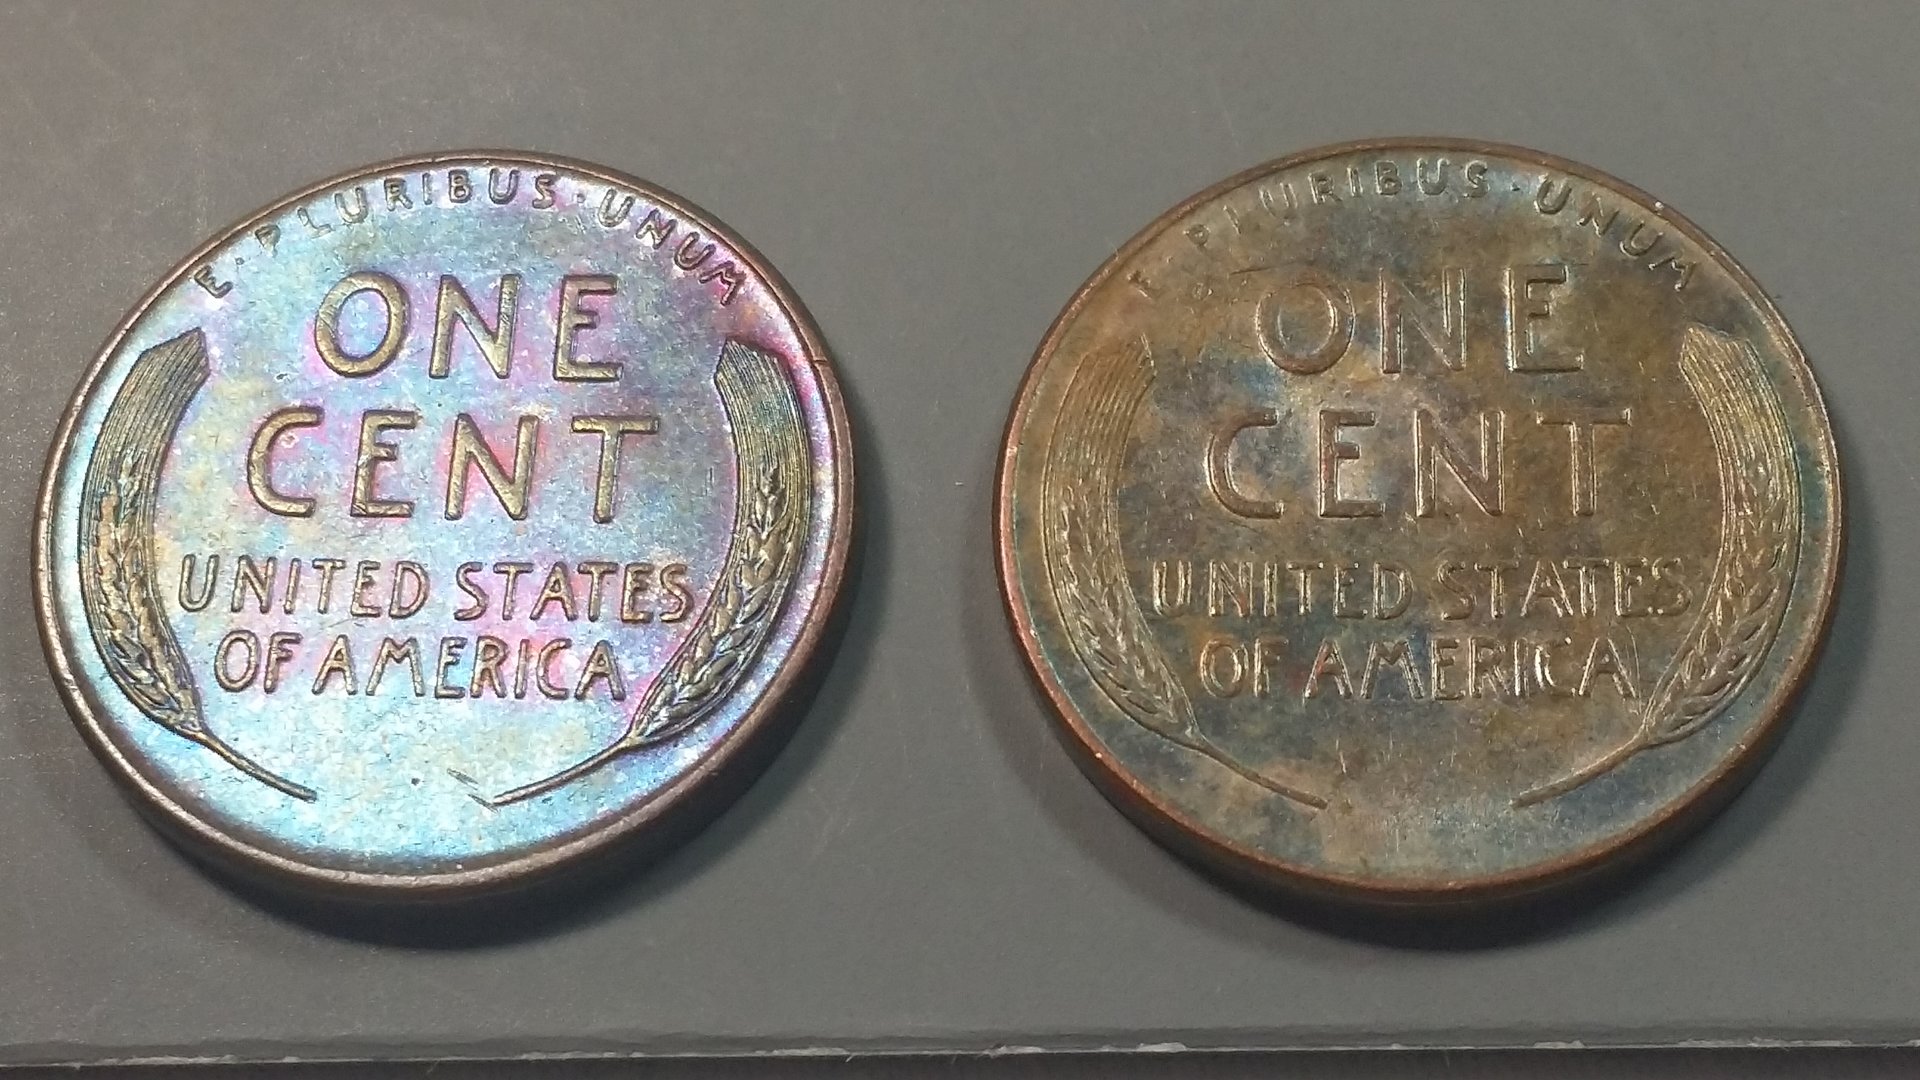 E·PLURIBUS·UNUM
ONE
CENT
UNITED STATES
OF AMERICA
E·PLURIBUS·UNUM
ONE
CENT
UNITED STATES
OF AMERICA